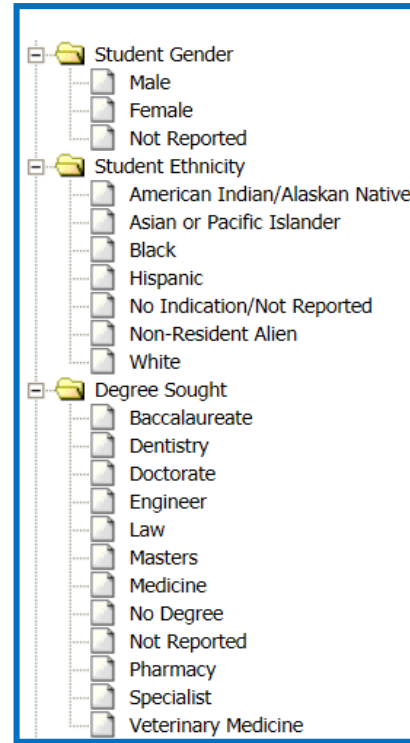 Student Gender
Male
Female
Not Reported
Student Ethnicity
American Indian/Alaskan Native
Asian or Pacific Islander
Black
Hispanic
No Indication/Not Reported
Non-Resident Alien
White
Degree Sought
Baccalaureate
Dentistry
Doctorate
Engineer
Law
Masters
Medicine
No Degree
Not Reported
Pharmacy
Specialist
Veterinary Medicine